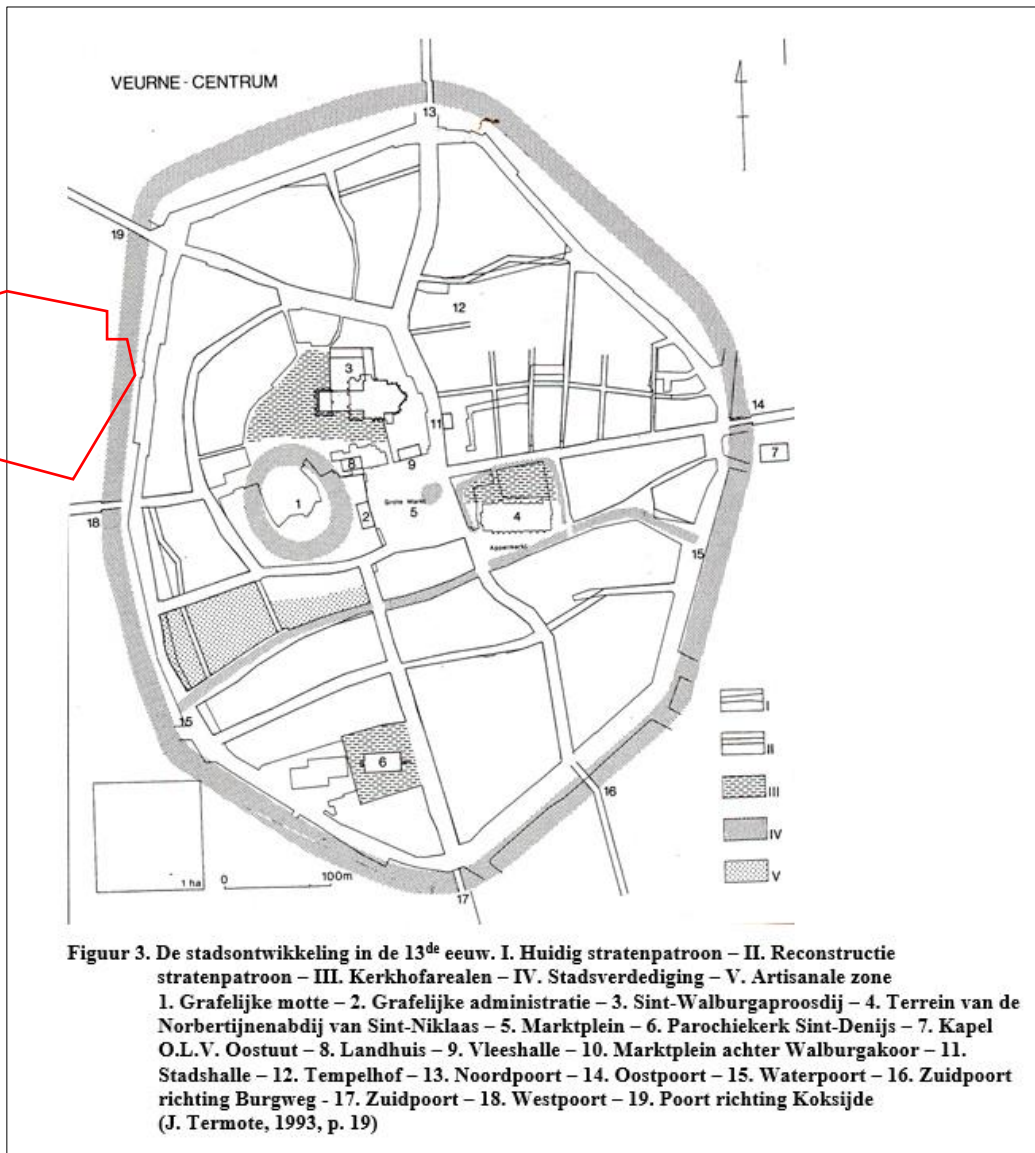 VEURNE - CENTRUM
13
19
12
3
11
14
7
8
9
1
Grote Markt
5
2
4
18
Appelmarkt
15
I
II
15
6
III
16
IV
V
1 ha
0
100m
17
Figuur 3. De stadsontwikkeling in de 13de eeuw. I. Huidig stratenpatroon – II. Reconstructie
stratenpatroon – III. Kerkhofarealen – IV. Stadsverdediging – V. Artisanale zone
1. Grafelijke motte – 2. Grafelijke administratie – 3. Sint-Walburgaproosdij – 4. Terrein van de
Norbertijnenabdij van Sint-Niklaas – 5. Marktplein – 6. Parochiekerk Sint-Denijs – 7. Kapel
O.L.V. Oostuut – 8. Landhuis – 9. Vleeshalle – 10. Marktplein achter Walburgakoor – 11.
Stadshalle – 12. Tempelhof – 13. Noordpoort – 14. Oostpoort – 15. Waterpoort – 16. Zuidpoort
richting Burgweg - 17. Zuidpoort – 18. Westpoort – 19. Poort richting Koksijde
(J. Termote, 1993, p. 19)